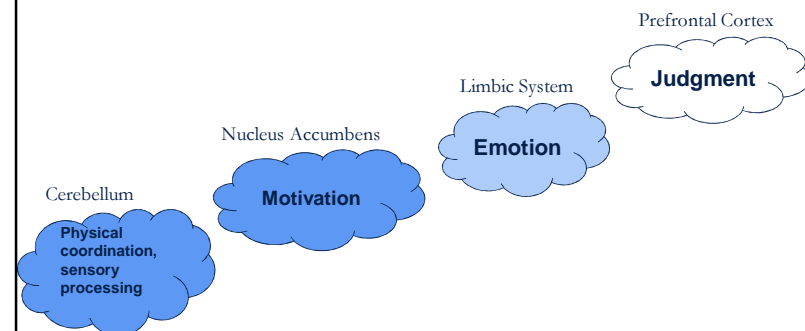 Prefrontal Cortex
Judgment
Limbic System
Emotion
Nucleus Accumbens
Motivation
Cerebellum
Physical
coordination,
sensory
processing